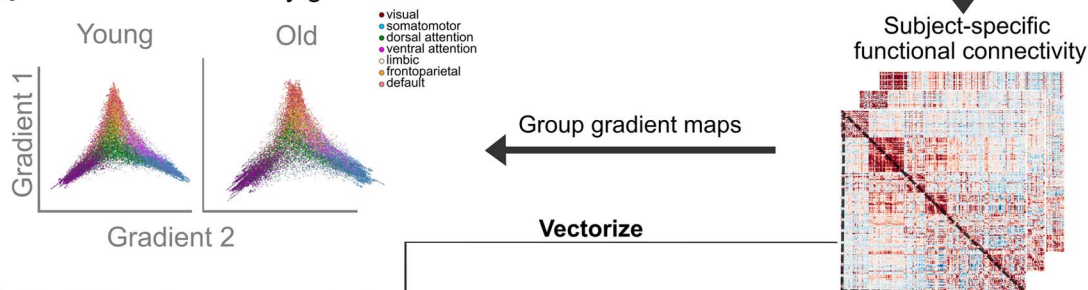 Young
Old
visual
somatomotor
dorsal attention
ventral attention
limbic
frontoparietal
default
Subject-specific
functional connectivity
Gradient 1
Group gradient maps
Gradient 2
Vectorize